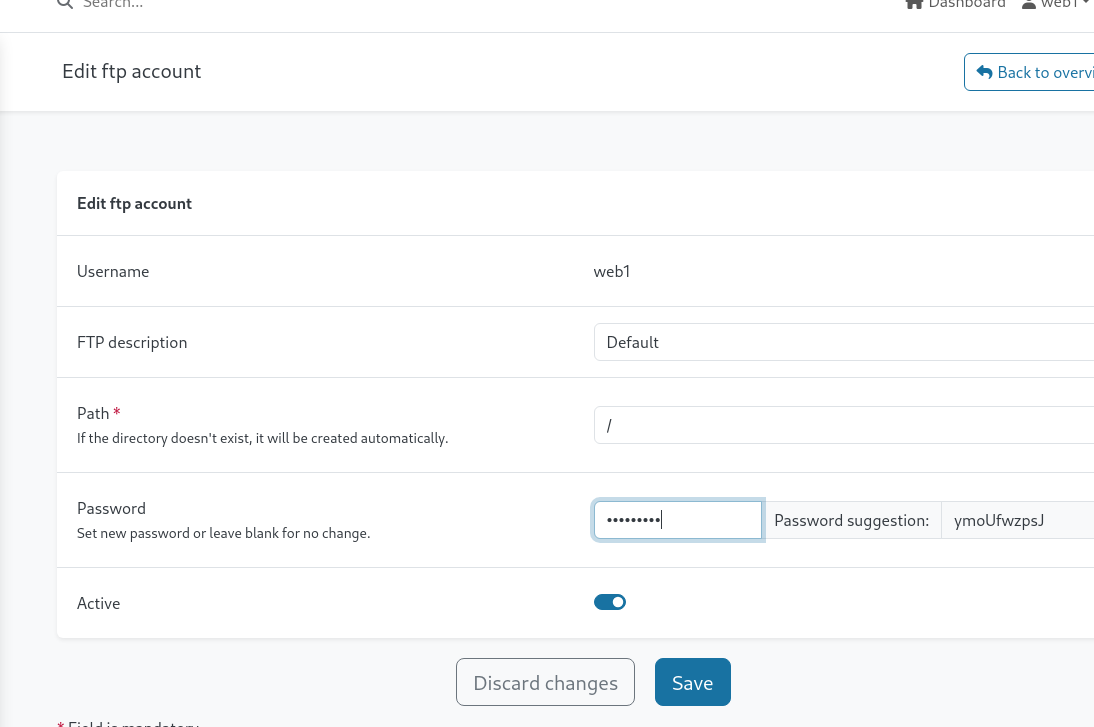 Search...
Dashboard
web1
Edit ftp account
Back to overvi
Edit ftp account
Username
web1
FTP description
Default
Path *
/
If the directory doesn't exist, it will be created automatically.
Password
•••••••••
Password suggestion:
ymoUfwzpsJ
Set new password or leave blank for no change.
Active
Discard changes
Save
* Field is mandatory